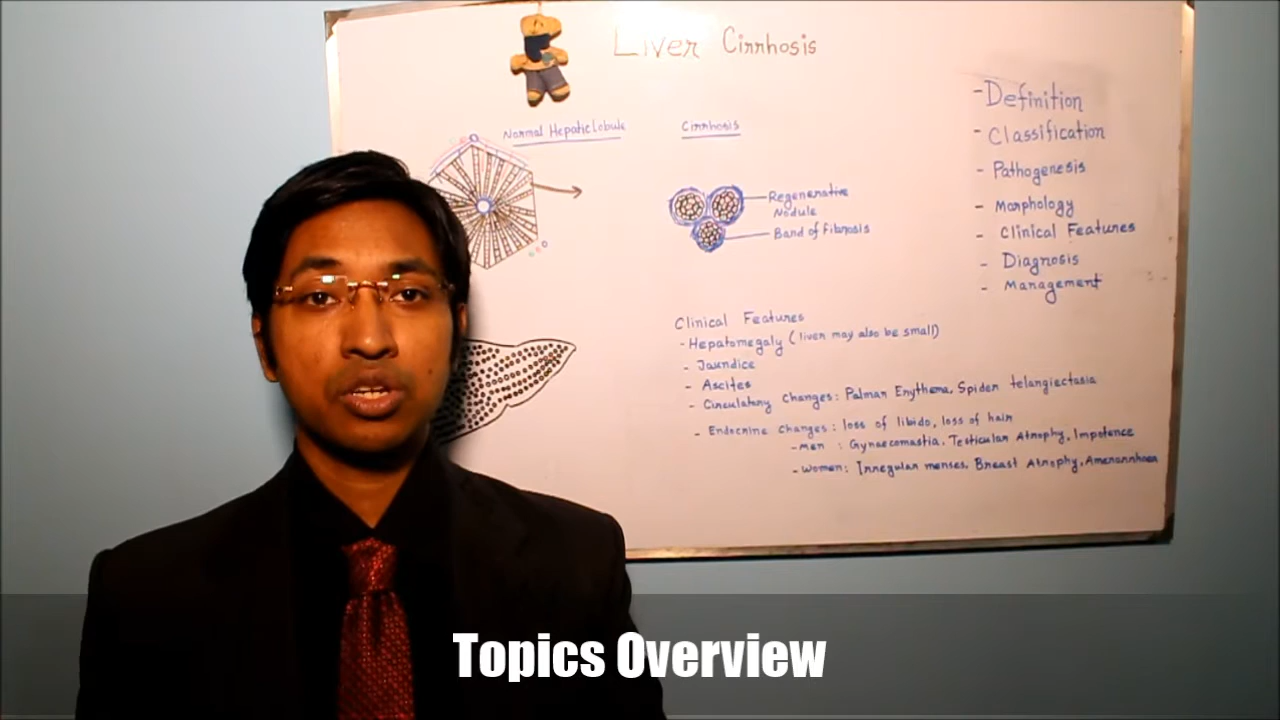 Liver Cirrhosis
Normal Hepatic Lobule
Cirrhosis
Regenerative
Nodule
Band of Fibrosis
- Definition
- Classification
- Pathogenesis
- Morphology
- Clinical Features
- Diagnosis
- Management
Clinical Features
- Hepatomegaly (liver may also be small)
- Jaundice
- Ascites
- Circulatory changes: Palmar Erythema, Spider telangiectasia
- Endocrine changes: loss of libido, loss of hair
- men : Gynaecomastia, Testicular Atrophy, Impotence
- women: Irregular menses, Breast Atrophy, Amenorrhoea
Topics Overview